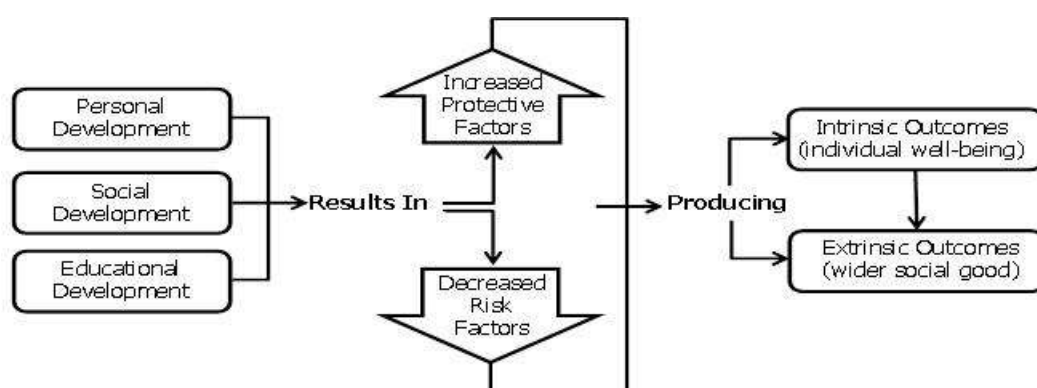 Personal
Development
Social
Development
Educational
Development
Results In
Increased
Protective
Factors
Decreased
Risk
Factors
Producing
Intrinsic Outcomes
(individual well-being)
Extrinsic Outcomes
(wider social good)